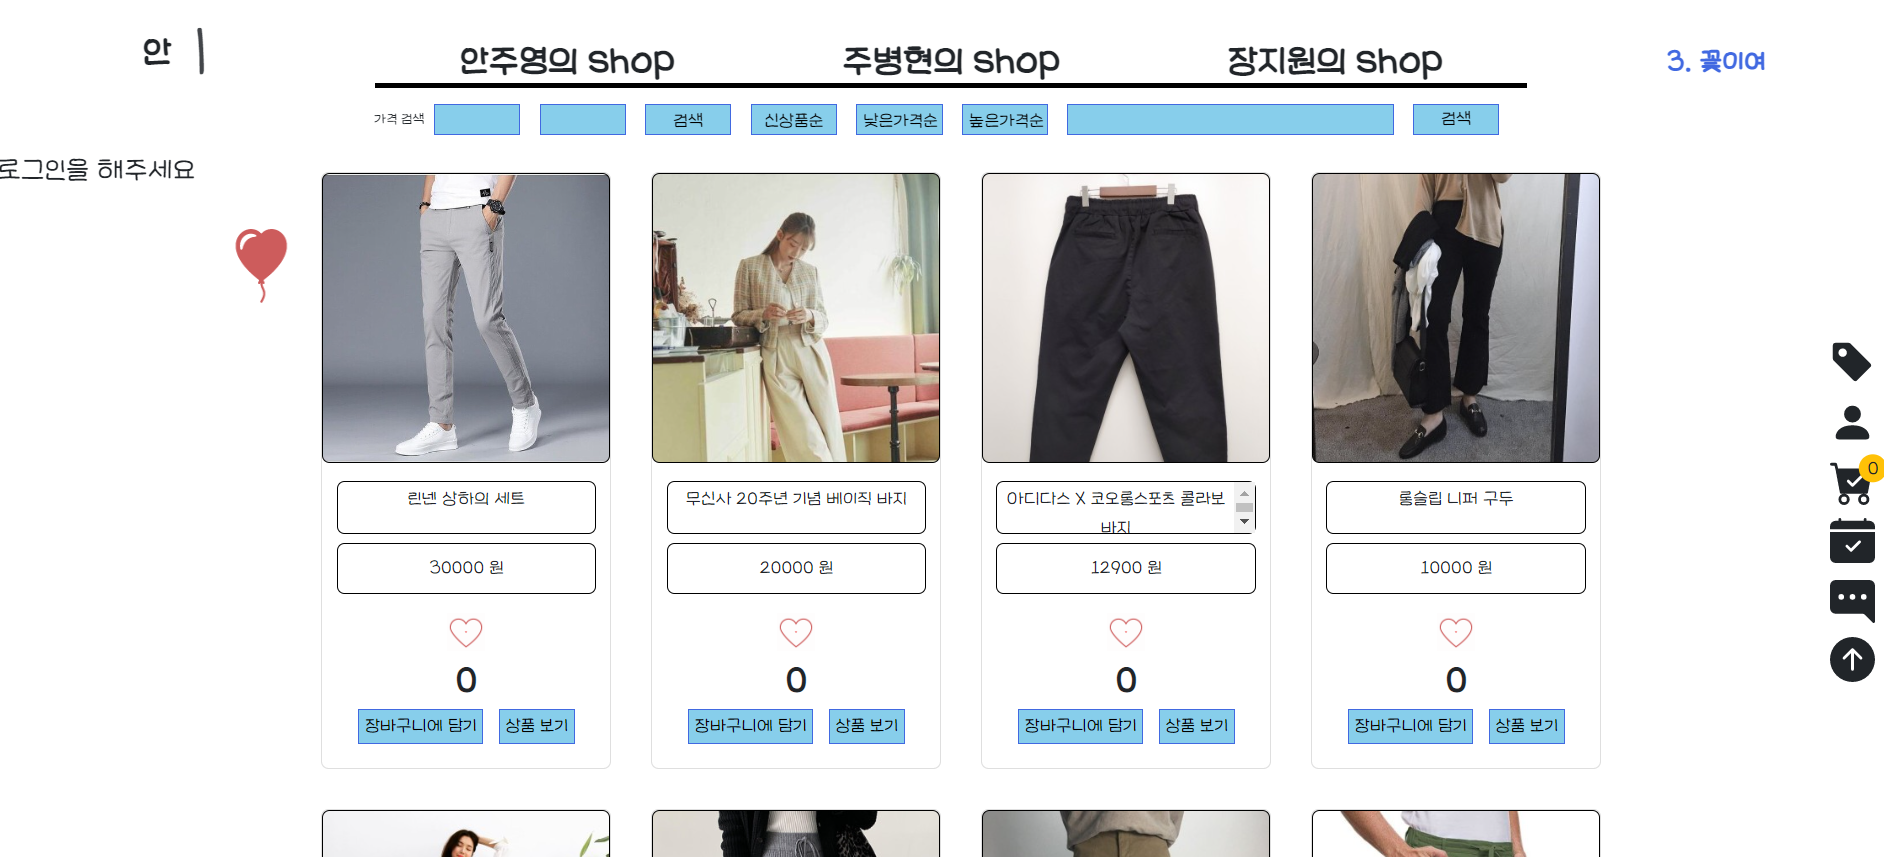 안
안주영의 Shop
주병현의 Shop
장지원의 Shop
3. 꽃이여
가격 검색
검색
신상품순
낮은가격순
높은가격순
검색
로그인을 해주세요
린넨 상하의 세트
무신사 20주년 기념 베이직 바지
아디다스 X 코오롱스포츠 콜라보
바지
롬슬립 니퍼 구두
30000 원
20000 원
12900 원
10000 원
0
0
0
0
0
장바구니에 담기
상품 보기
장바구니에 담기
상품 보기
장바구니에 담기
상품 보기
장바구니에 담기
상품 보기